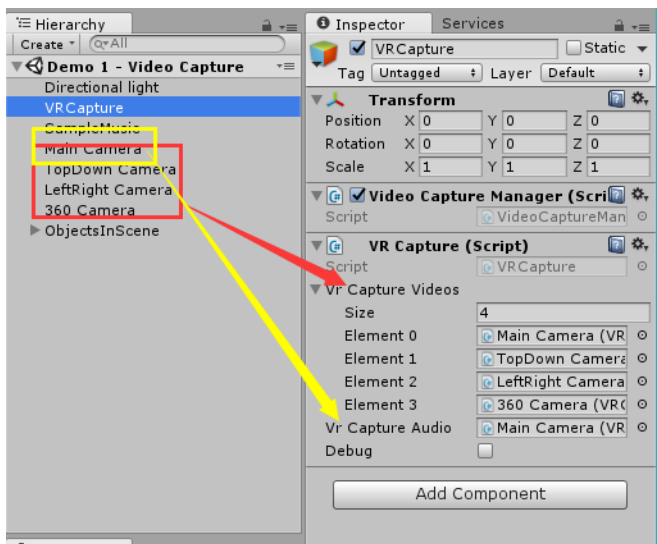 Hierarchy
Create
All
Demo 1 - Video Capture
Directional light
VRCapture
SampleMusic
Main Camera
TopDown Camera
LeftRight Camera
360 Camera
ObjectsInScene
Inspector Services
VRCapture Static
Tag Untagged Layer Default
Transform
Position X 0 Y 0 Z 0
Rotation X 0 Y 0 Z 0
Scale X 1 Y 1 Z 1
Video Capture Manager (Scri
Script VideoCaptureMan
VR Capture (Script)
Script VRCapture
Vr Capture Videos
Size 4
Element 0 Main Camera (VR
Element 1 TopDown Camera
Element 2 LeftRight Camera
Element 3 360 Camera (VRC
Vr Capture Audio Main Camera (VR
Debug
Add Component